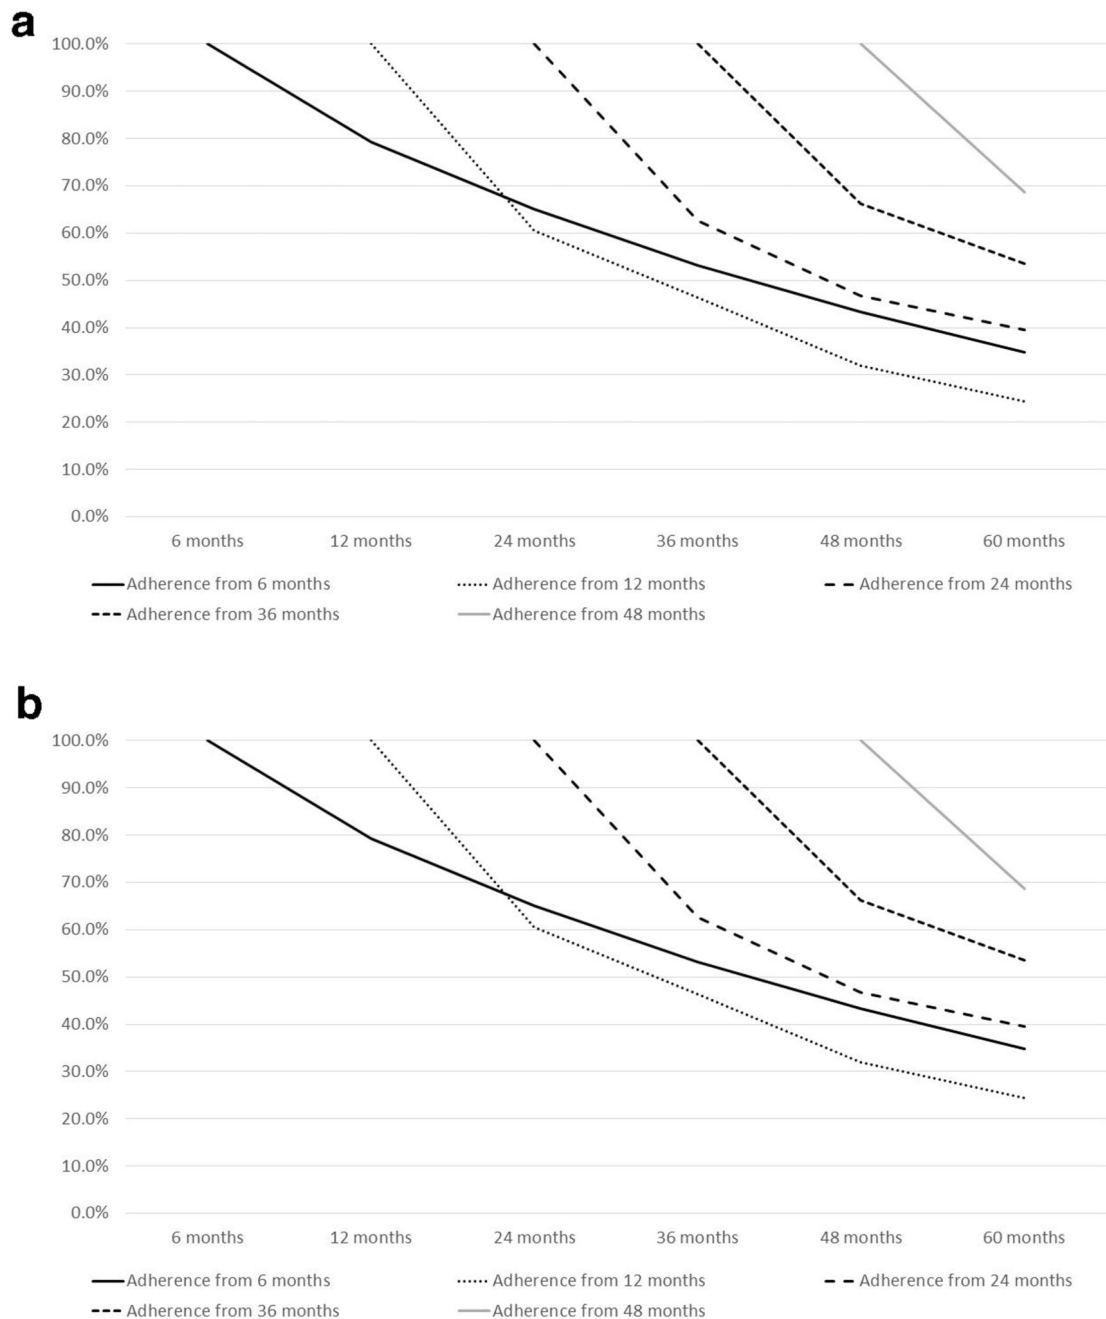 a
100.0%
90.0%
80.0%
70.0%
60.0%
50.0%
40.0%
30.0%
20.0%
10.0%
0.0%
6 months 12 months 24 months 36 months 48 months 60 months
Adherence from 6 months Adherence from 12 months Adherence from 24 months
Adherence from 36 months Adherence from 48 months
b
100.0%
90.0%
80.0%
70.0%
60.0%
50.0%
40.0%
30.0%
20.0%
10.0%
0.0%
6 months 12 months 24 months 36 months 48 months 60 months
Adherence from 6 months Adherence from 12 months Adherence from 24 months
Adherence from 36 months Adherence from 48 months